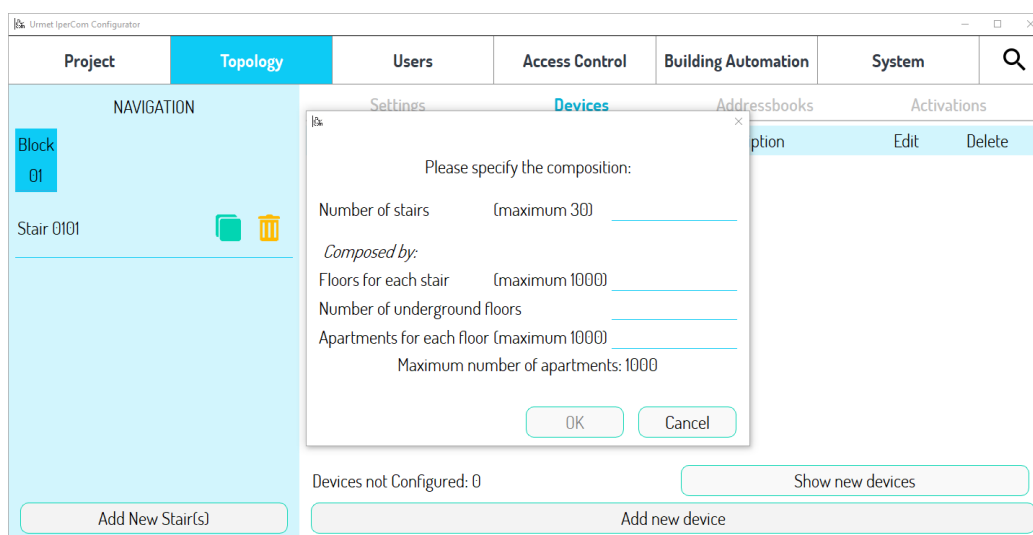 Urmet IperCom Configurator
Project Topology Users Access Control Building Automation System
NAVIGATION
Settings Devices Addressbooks Activations
Block
01
ption Edit Delete
Stair 0101
Please specify the composition:
Number of stairs (maximum 30)
Composed by:
Floors for each stair (maximum 1000)
Number of underground floors
Apartments for each floor (maximum 1000)
Maximum number of apartments: 1000
OK Cancel
Devices not Configured: 0 Show new devices
Add New Stair(s) Add new device